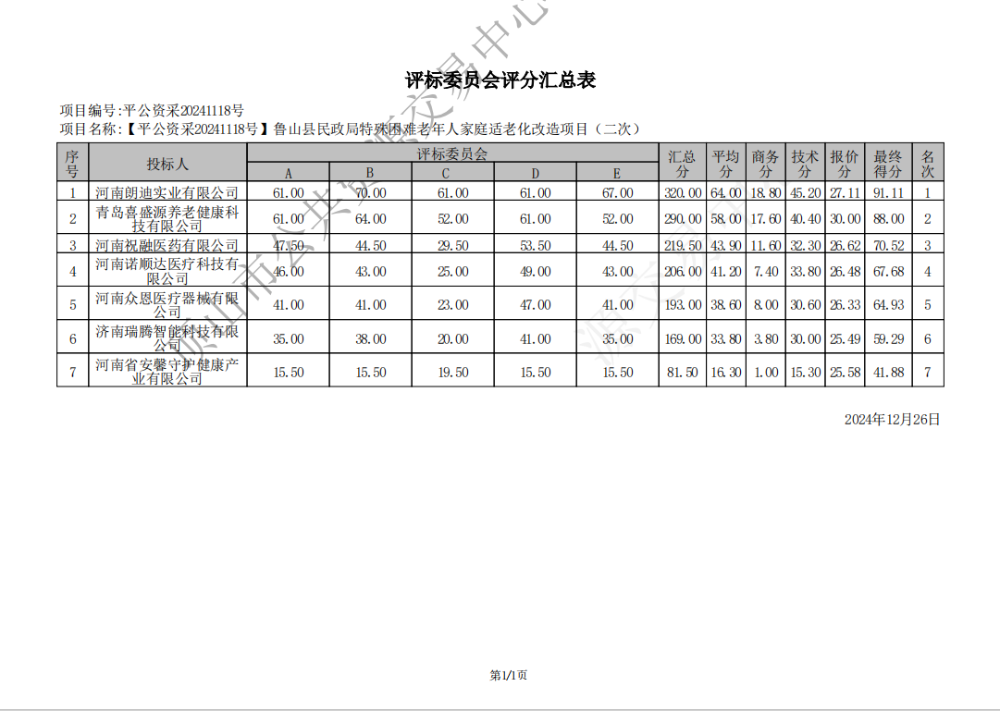 评标委员会评分汇总表
项目编号:平公资采20241118号
项目名称:【平公资采20241118号】鲁山县民政局特殊困难老年人家庭适老化改造项目（二次）
序号 投标人 评标委员会 汇总分 平均分 商务分 技术分 报价分 最终得分 名次
A B C D E
1 河南朗迪实业有限公司 61.00 70.00 61.00 61.00 67.00 320.00 64.00 18.80 45.20 27.11 91.11 1
2 青岛喜盛源养老健康科技有限公司 61.00 64.00 52.00 61.00 52.00 290.00 58.00 17.60 40.40 30.00 88.00 2
3 河南祝融医药有限公司 47.50 44.50 29.50 53.50 44.50 219.50 43.90 11.60 32.30 26.62 70.52 3
4 河南诺顺达医疗科技有限公司 46.00 43.00 25.00 49.00 43.00 206.00 41.20 7.40 33.80 26.48 67.68 4
5 河南众恩医疗器械有限公司 41.00 41.00 23.00 47.00 41.00 193.00 38.60 8.00 30.60 26.33 64.93 5
6 济南瑞腾智能科技有限公司 35.00 38.00 20.00 41.00 35.00 169.00 33.80 3.80 30.00 25.49 59.29 6
7 河南省安馨守护健康产业有限公司 15.50 15.50 19.50 15.50 15.50 81.50 16.30 1.00 15.30 25.58 41.88 7
2024年12月26日
第1/1页
顶山市公共资源交易中心
源交易